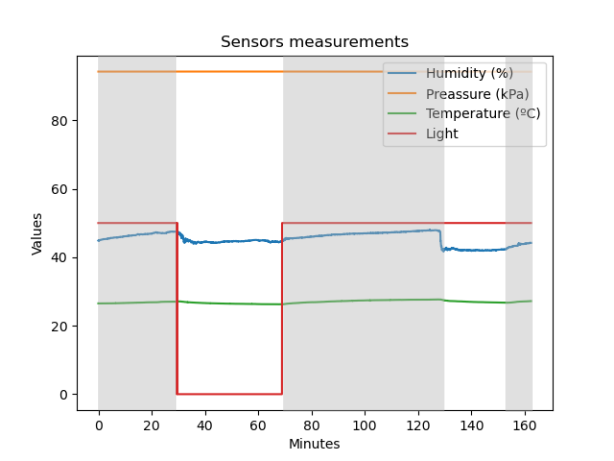 Sensors measurements
Humidity (%)
Preassure (kPa)
Temperature (ºC)
Light
Values
80
60
40
20
0
0 20 40 60 80 100 120 140 160
Minutes